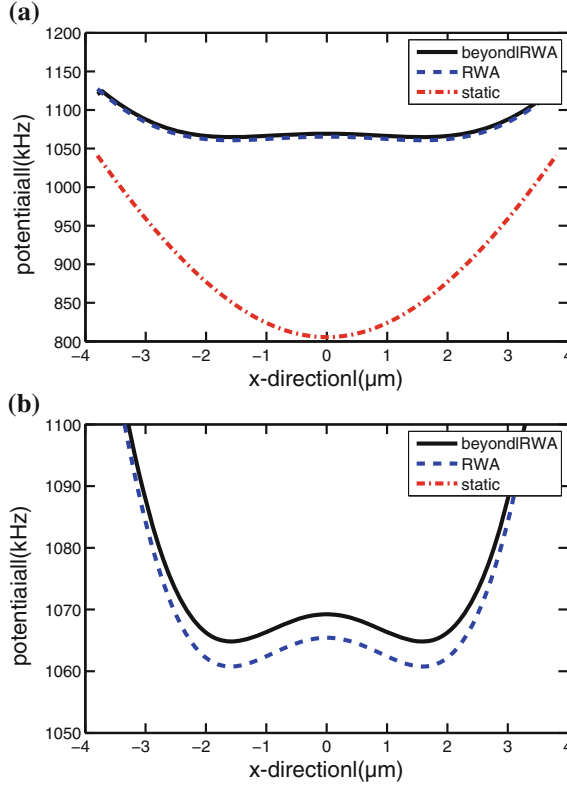 (a)
1200
1150
1100
1050
1000
950
900
850
800
potentiaiall(kHz)
beyondlRWA
RWA
static
−4 −3 −2 −1 0 1 2 3 4
x-directionl(μm)
(b)
1100
1090
1080
1070
1060
1050
potentiaiall(kHz)
beyondlRWA
RWA
static
−4 −3 −2 −1 0 1 2 3 4
x-directionl(μm)